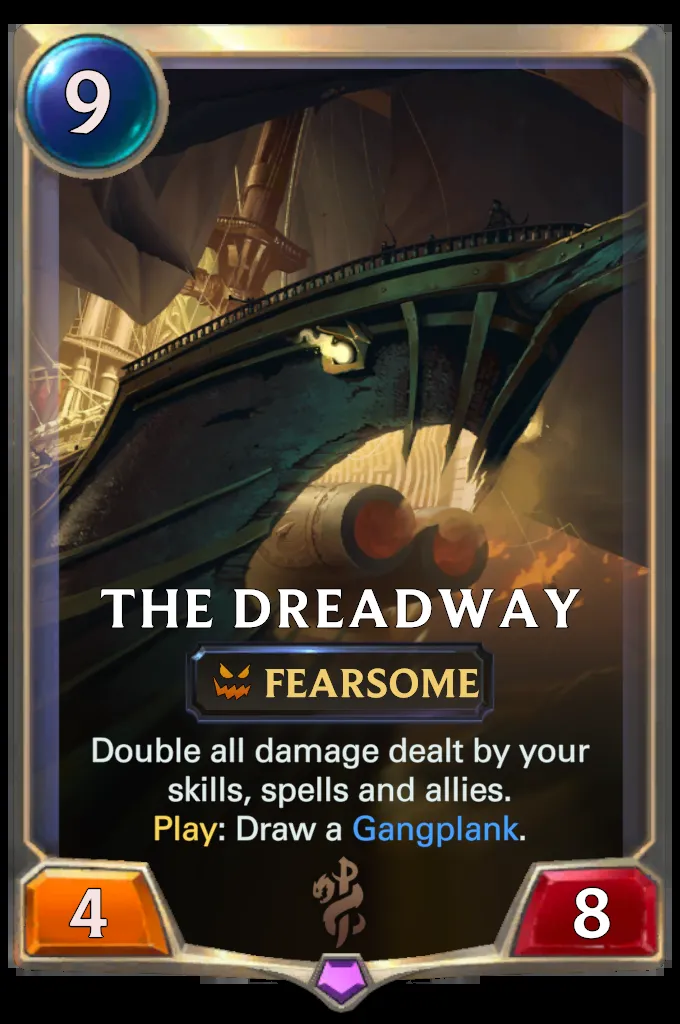 9
THE DREADWAY
FEARSOME
Double all damage dealt by your
skills, spells and allies.
Play: Draw a Gangplank.
4
8